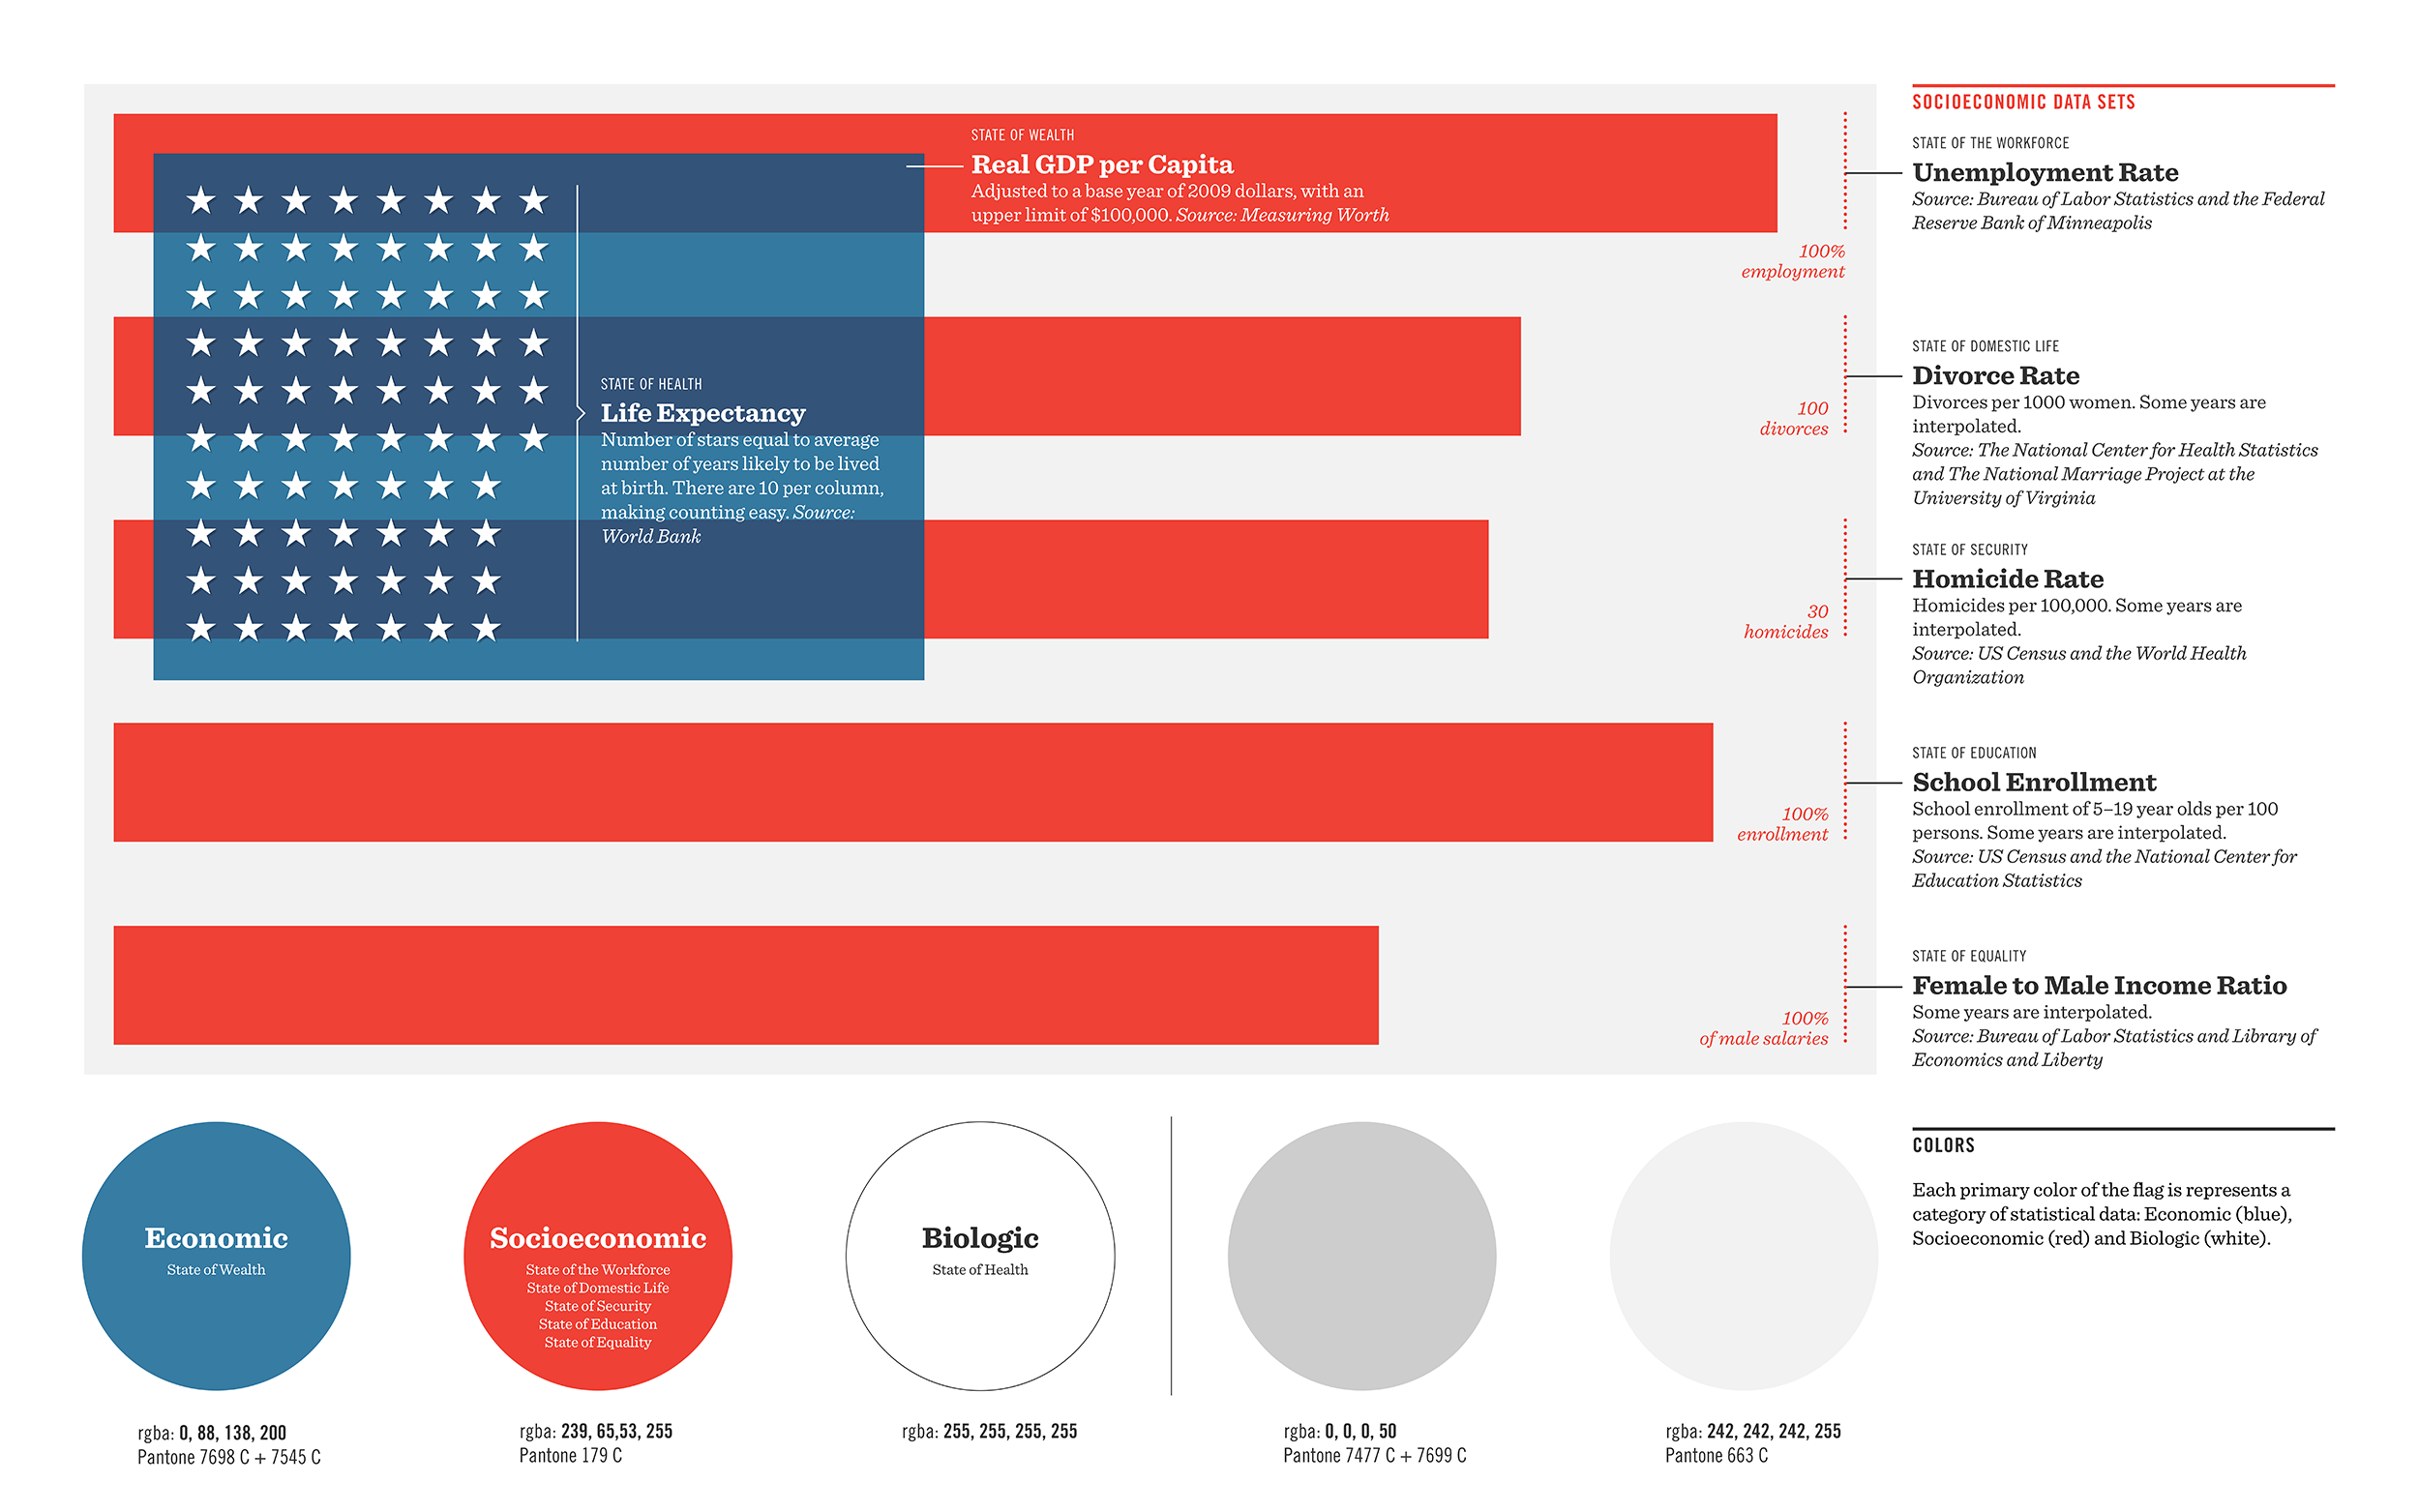 STATE OF WEALTH
Real GDP per Capita
Adjusted to a base year of 2009 dollars, with an
upper limit of $100,000. Source: Measuring Worth
STATE OF HEALTH
Life Expectancy
Number of stars equal to average
number of years likely to be lived
at birth. There are 10 per column,
making counting easy. Source:
World Bank
100%
employment
100
divorces
30
homicides
100%
enrollment
100%
of male salaries
SOCIOECONOMIC DATA SETS
STATE OF THE WORKFORCE
Unemployment Rate
Source: Bureau of Labor Statistics and the Federal
Reserve Bank of Minneapolis
STATE OF DOMESTIC LIFE
Divorce Rate
Divorces per 1000 women. Some years are
interpolated.
Source: The National Center for Health Statistics
and The National Marriage Project at the
University of Virginia
STATE OF SECURITY
Homicide Rate
Homicides per 100,000. Some years are
interpolated.
Source: US Census and the World Health
Organization
STATE OF EDUCATION
School Enrollment
School enrollment of 5–19 year olds per 100
persons. Some years are interpolated.
Source: US Census and the National Center for
Education Statistics
STATE OF EQUALITY
Female to Male Income Ratio
Some years are interpolated.
Source: Bureau of Labor Statistics and Library of
Economics and Liberty
Economic
State of Wealth
rgba: 0, 88, 138, 200
Pantone 7698 C + 7545 C
Socioeconomic
State of the Workforce
State of Domestic Life
State of Security
State of Education
State of Equality
rgba: 239, 65,53, 255
Pantone 179 C
Biologic
State of Health
rgba: 255, 255, 255, 255
rgba: 0, 0, 0, 50
Pantone 7477 C + 7699 C
rgba: 242, 242, 242, 255
Pantone 663 C
COLORS
Each primary color of the flag is represents a
category of statistical data: Economic (blue),
Socioeconomic (red) and Biologic (white).